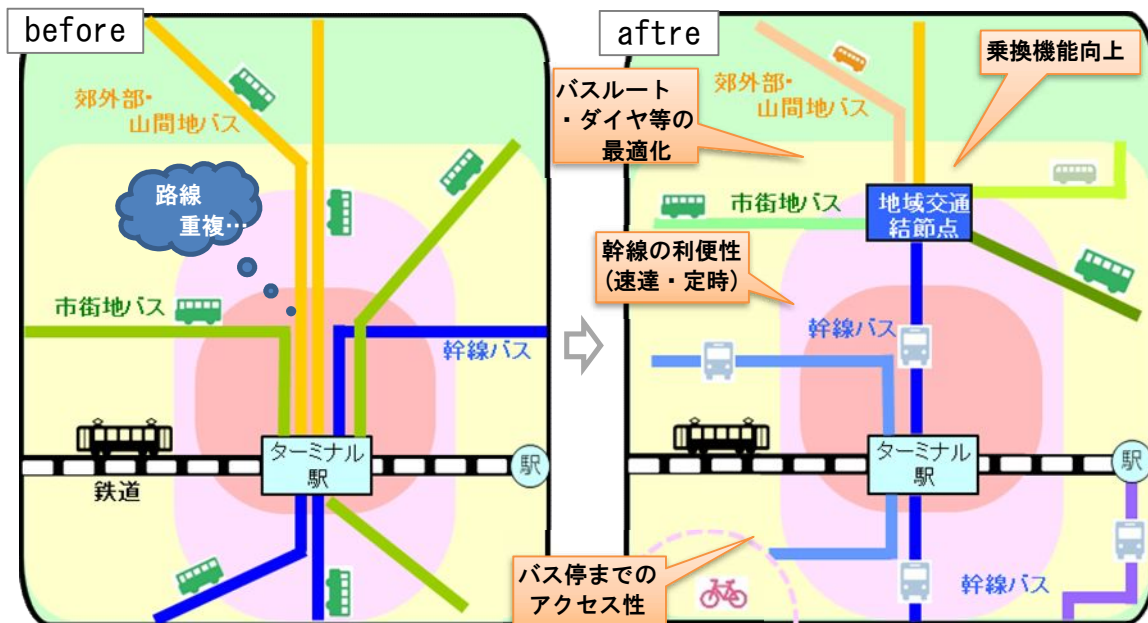 before
郊外部・
山間地バス
路線
重複…
市街地バス
幹線バス
ターミナル
駅
駅
鉄道
aftre
乗換機能向上
バスルート
・ダイヤ等の
最適化
郊外部・
山間地バス
市街地バス
地域交通
結節点
幹線の利便性
(速達・定時)
幹線バス
ターミナル
駅
駅
バス停までの
アクセス性
幹線バス